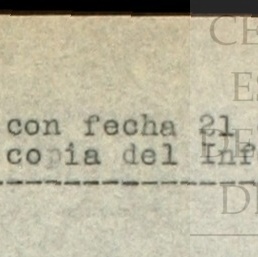 con fecha 21
copia del Inf